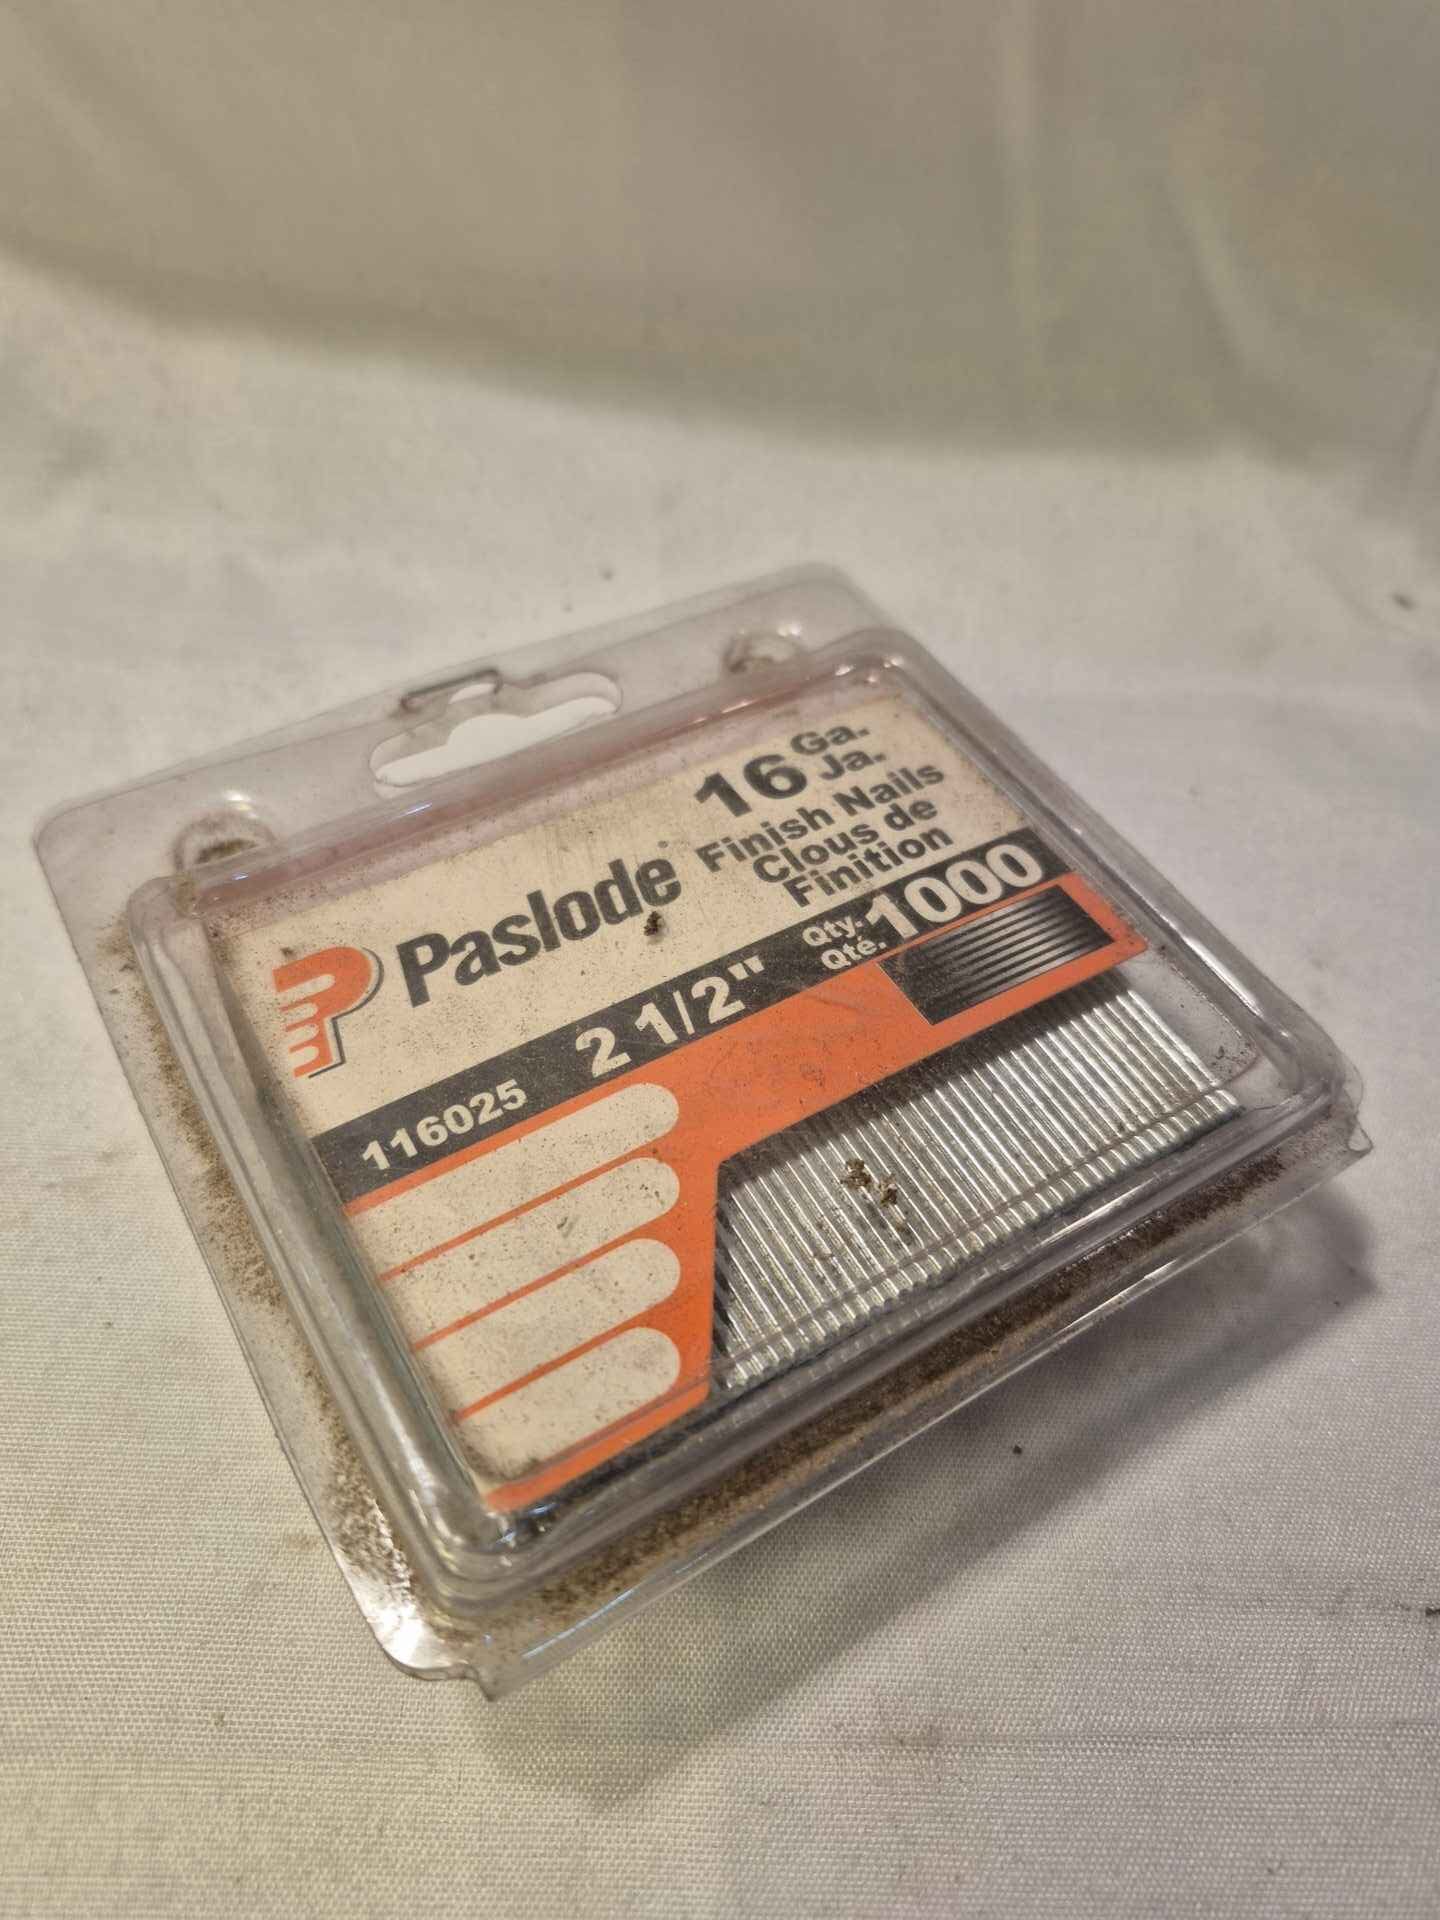 16 Ga.
Ja.
Finish Nails
Clous de
Finition
Paslode
116025 2 1/2" Qty. 1000
Qté.